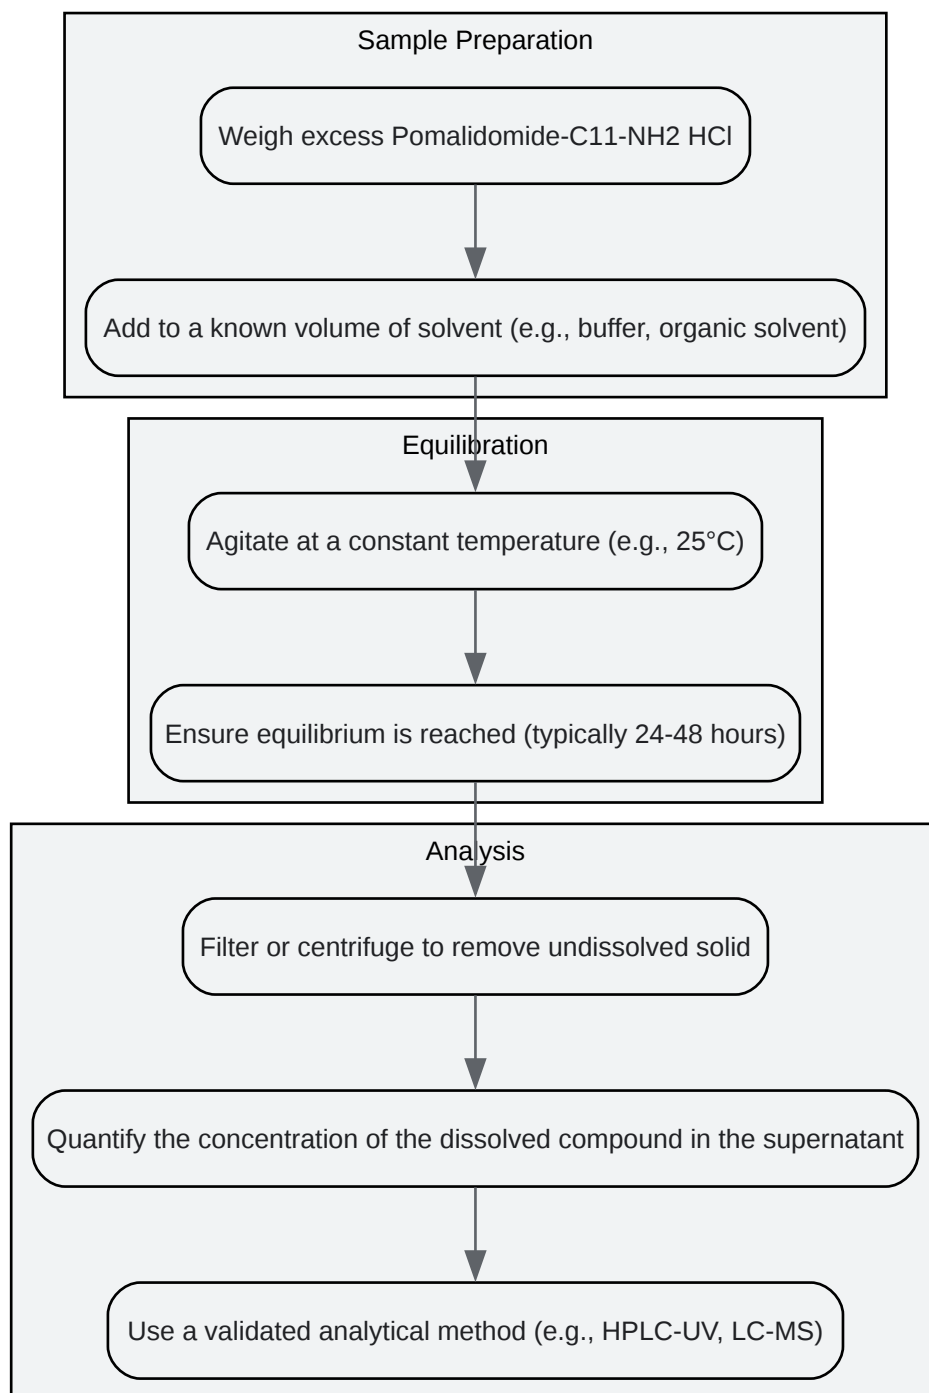 Sample Preparation
Weigh excess Pomalidomide-C11-NH2 HCl
Add to a known volume of solvent (e.g., buffer, organic solvent)
Equilibration
Agitate at a constant temperature (e.g., 25°C)
Ensure equilibrium is reached (typically 24-48 hours)
Analysis
Filter or centrifuge to remove undissolved solid
Quantify the concentration of the dissolved compound in the supernatant
Use a validated analytical method (e.g., HPLC-UV, LC-MS)